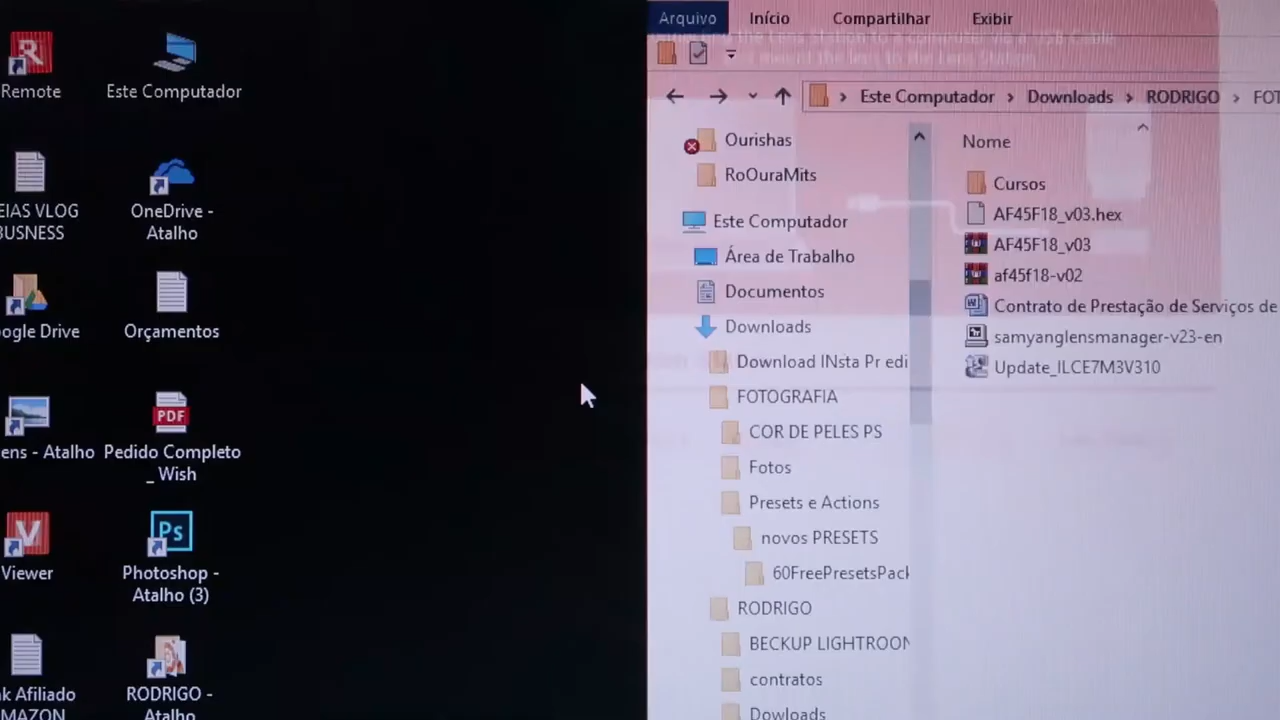 Remote
Este Computador
EIAS VLOG
BUSNESS
OneDrive -
Atalho
ogle Drive
Orçamentos
ens - Atalho
Pedido Completo
_ Wish
PDF
Viewer
Ps
Photoshop -
Atalho (3)
k Afiliado
MAZON
RODRIGO -
Atalho
Arquivo Início Compartilhar Exibir
Este Computador > Downloads > RODRIGO > FOT
Ourishas
RoOuraMits
Este Computador
Área de Trabalho
Documentos
Downloads
Download INsta Pr edi
FOTOGRAFIA
COR DE PELES PS
Fotos
Presets e Actions
novos PRESETS
60FreePresetsPack
RODRIGO
BECKUP LIGHTROON
contratos
Dowloads
Nome
Cursos
AF45F18_v03.hex
AF45F18_v03
af45f18-v02
Contrato de Prestação de Serviços de
samyanglensmanager-v23-en
Update_ILCE7M3V310